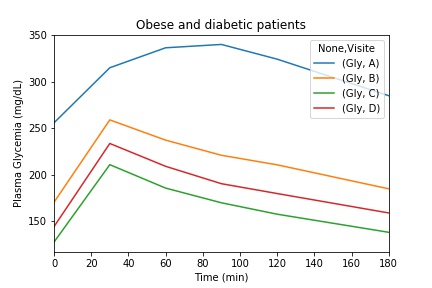 Obese and diabetic patients
None,Visite
(Gly, A)
(Gly, B)
(Gly, C)
(Gly, D)
Plasma Glycemia (mg/dL)
350
300
250
200
150
0 20 40 60 80 100 120 140 160 180
Time (min)